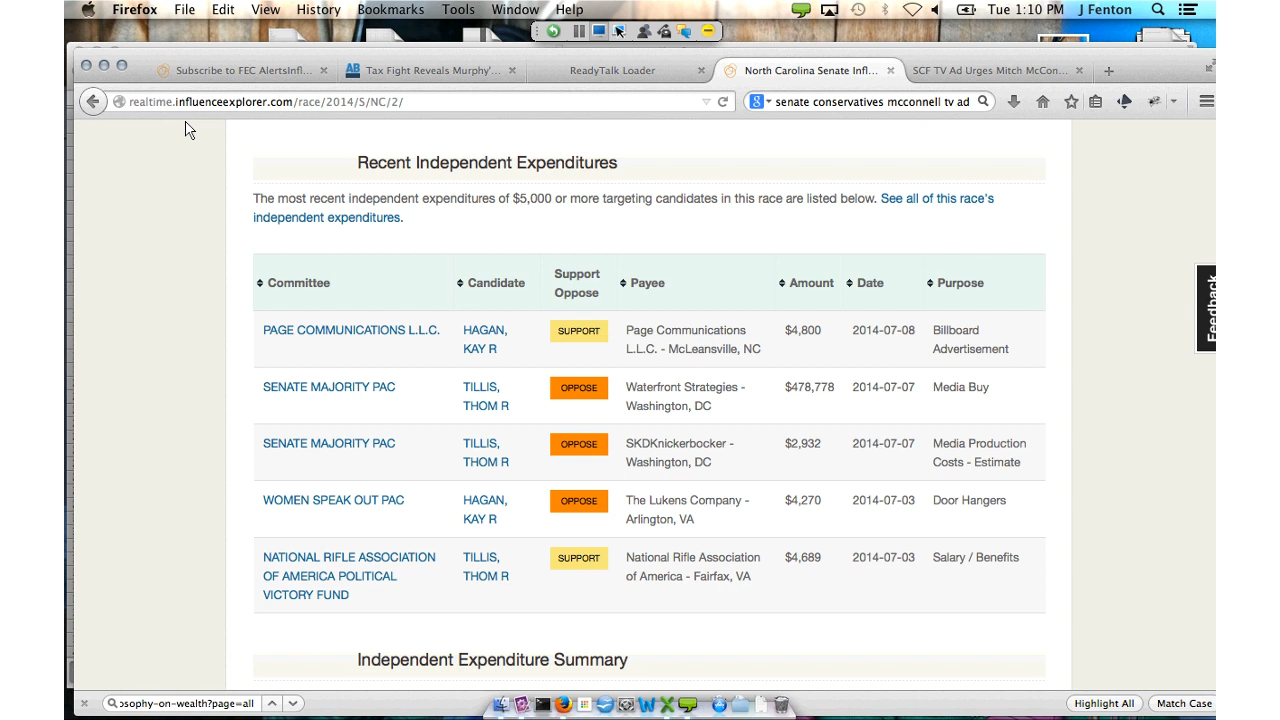 Firefox File Edit View History Bookmarks Tools Window Help Tue 1:10 PM J Fenton
Subscribe to FEC AlertsInfl... Tax Fight Reveals Murphy'... ReadyTalk Loader North Carolina Senate Infl... SCF TV Ad Urges Mitch McCon...
realtime.influenceexplorer.com/race/2014/S/NC/2/ senate conservatives mcconnell tv ad
Recent Independent Expenditures
The most recent independent expenditures of $5,000 or more targeting candidates in this race are listed below. See all of this race's
independent expenditures.
Committee Candidate Support Oppose Payee Amount Date Purpose
PAGE COMMUNICATIONS L.L.C. HAGAN, SUPPORT Page Communications $4,800 2014-07-08 Billboard
KAY R L.L.C. - McLeansville, NC Advertisement
SENATE MAJORITY PAC TILLIS, OPPOSE Waterfront Strategies - $478,778 2014-07-07 Media Buy
THOM R Washington, DC
SENATE MAJORITY PAC TILLIS, OPPOSE SKDKnickerbocker - $2,932 2014-07-07 Media Production
THOM R Washington, DC Costs - Estimate
WOMEN SPEAK OUT PAC HAGAN, OPPOSE The Lukens Company - $4,270 2014-07-03 Door Hangers
KAY R Arlington, VA
NATIONAL RIFLE ASSOCIATION TILLIS, SUPPORT National Rifle Association $4,689 2014-07-03 Salary / Benefits
OF AMERICA POLITICAL THOM R of America - Fairfax, VA
VICTORY FUND
Independent Expenditure Summary
Feedback
osophy-on-wealth?page=all Highlight All Match Case